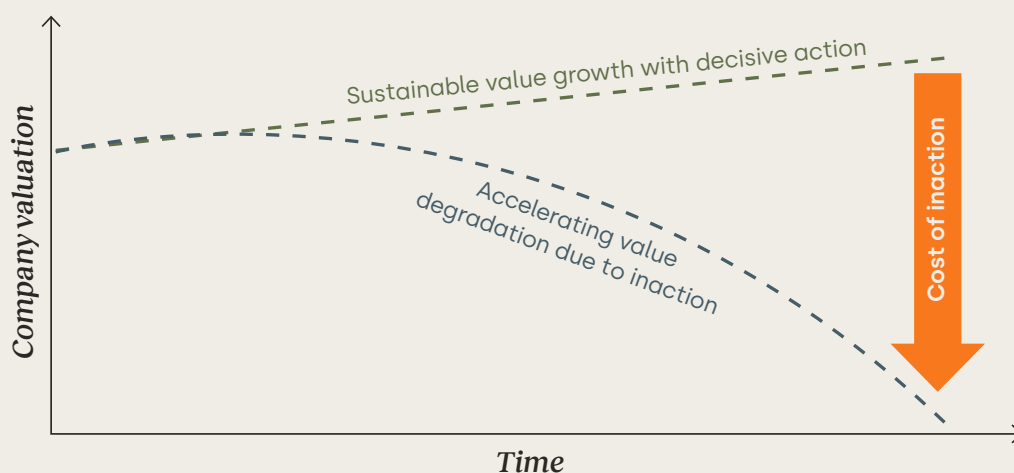 Sustainable value growth with decisive action
Company valuation
Cost of inaction
Accelerating value
degradation due to inaction
Time